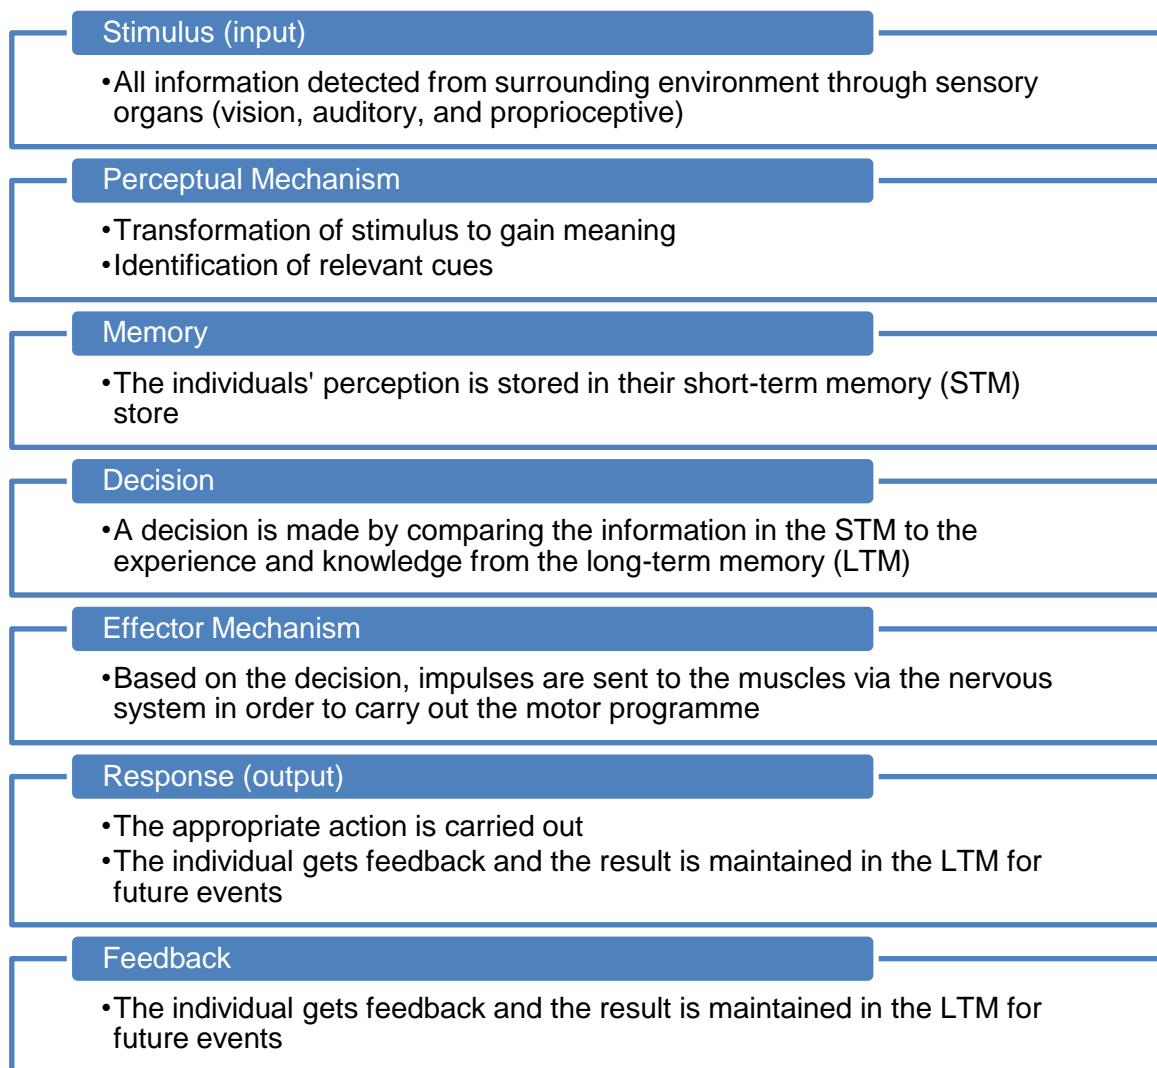 Stimulus (input)
•All information detected from surrounding environment through sensory
organs (vision, auditory, and proprioceptive)
Perceptual Mechanism
•Transformation of stimulus to gain meaning
•Identification of relevant cues
Memory
•The individuals' perception is stored in their short-term memory (STM)
store
Decision
•A decision is made by comparing the information in the STM to the
experience and knowledge from the long-term memory (LTM)
Effector Mechanism
•Based on the decision, impulses are sent to the muscles via the nervous
system in order to carry out the motor programme
Response (output)
•The appropriate action is carried out
•The individual gets feedback and the result is maintained in the LTM for
future events
Feedback
•The individual gets feedback and the result is maintained in the LTM for
future events